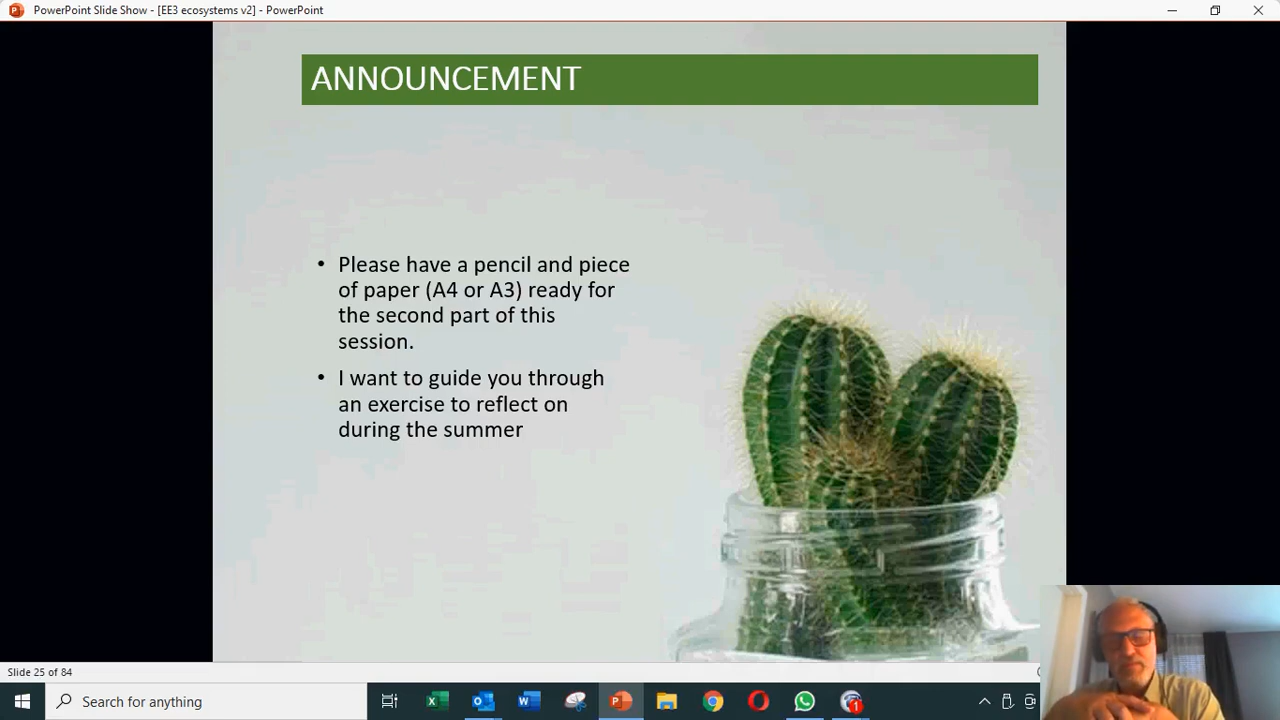 PowerPoint Slide Show - [EE3 ecosystems v2] - PowerPoint
ANNOUNCEMENT
• Please have a pencil and piece
of paper (A4 or A3) ready for
the second part of this
session.
• I want to guide you through
an exercise to reflect on
during the summer
Slide 25 of 84
Search for anything
1